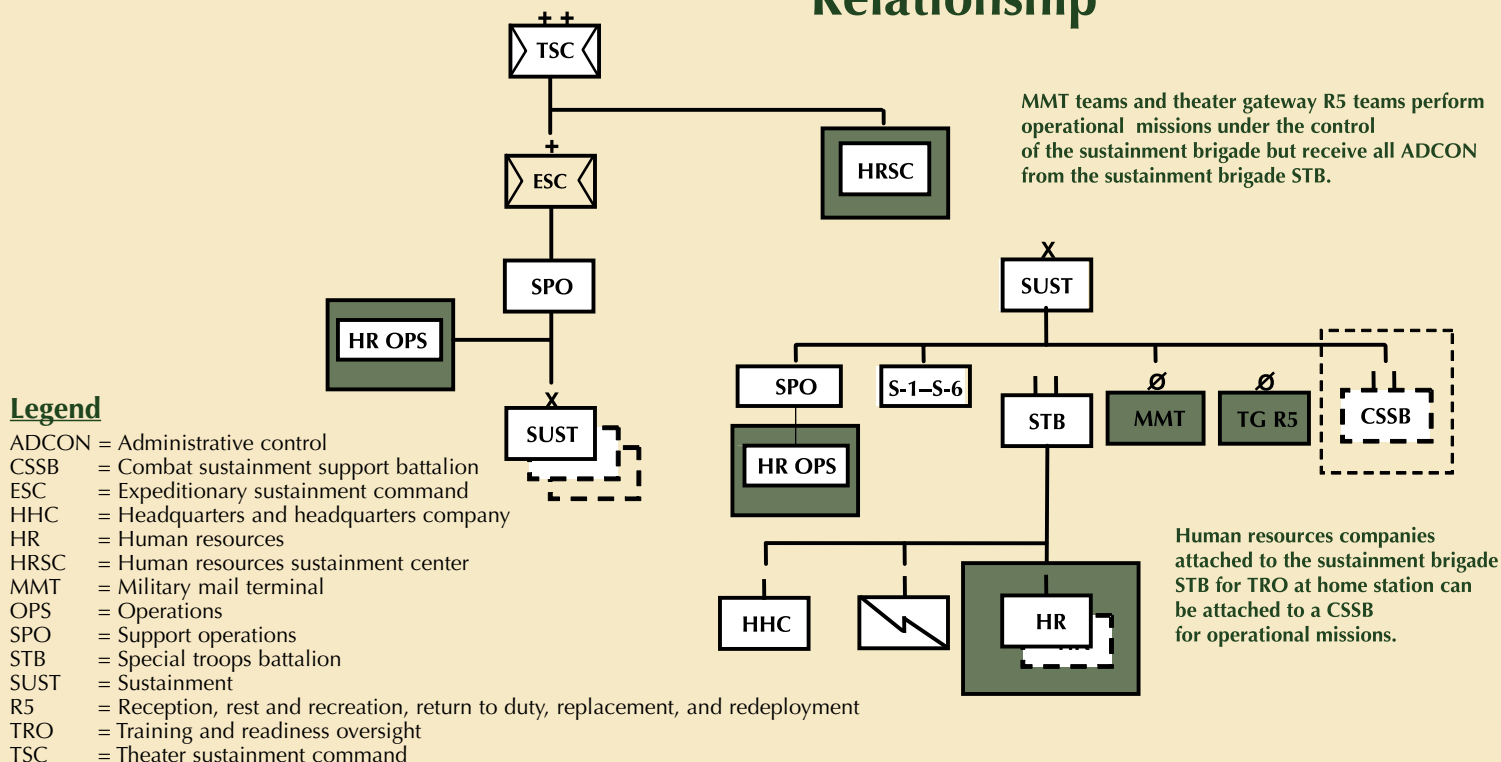 Relationship
+ +
TSC
HRSC
+
ESC
SPO
HR OPS
X
SUST
MMT teams and theater gateway R5 teams perform
operational missions under the control
of the sustainment brigade but receive all ADCON
from the sustainment brigade STB.
X
SUST
SPO
S-1–S-6
STB
Ø
MMT
Ø
TG R5
CSSB
HR OPS
HHC
HR
Human resources companies
attached to the sustainment brigade
STB for TRO at home station can
be attached to a CSSB
for operational missions.
Legend
ADCON = Administrative control
CSSB = Combat sustainment support battalion
ESC = Expeditionary sustainment command
HHC = Headquarters and headquarters company
HR = Human resources
HRSC = Human resources sustainment center
MMT = Military mail terminal
OPS = Operations
SPO = Support operations
STB = Special troops battalion
SUST = Sustainment
R5 = Reception, rest and recreation, return to duty, replacement, and redeployment
TRO = Training and readiness oversight
TSC = Theater sustainment command